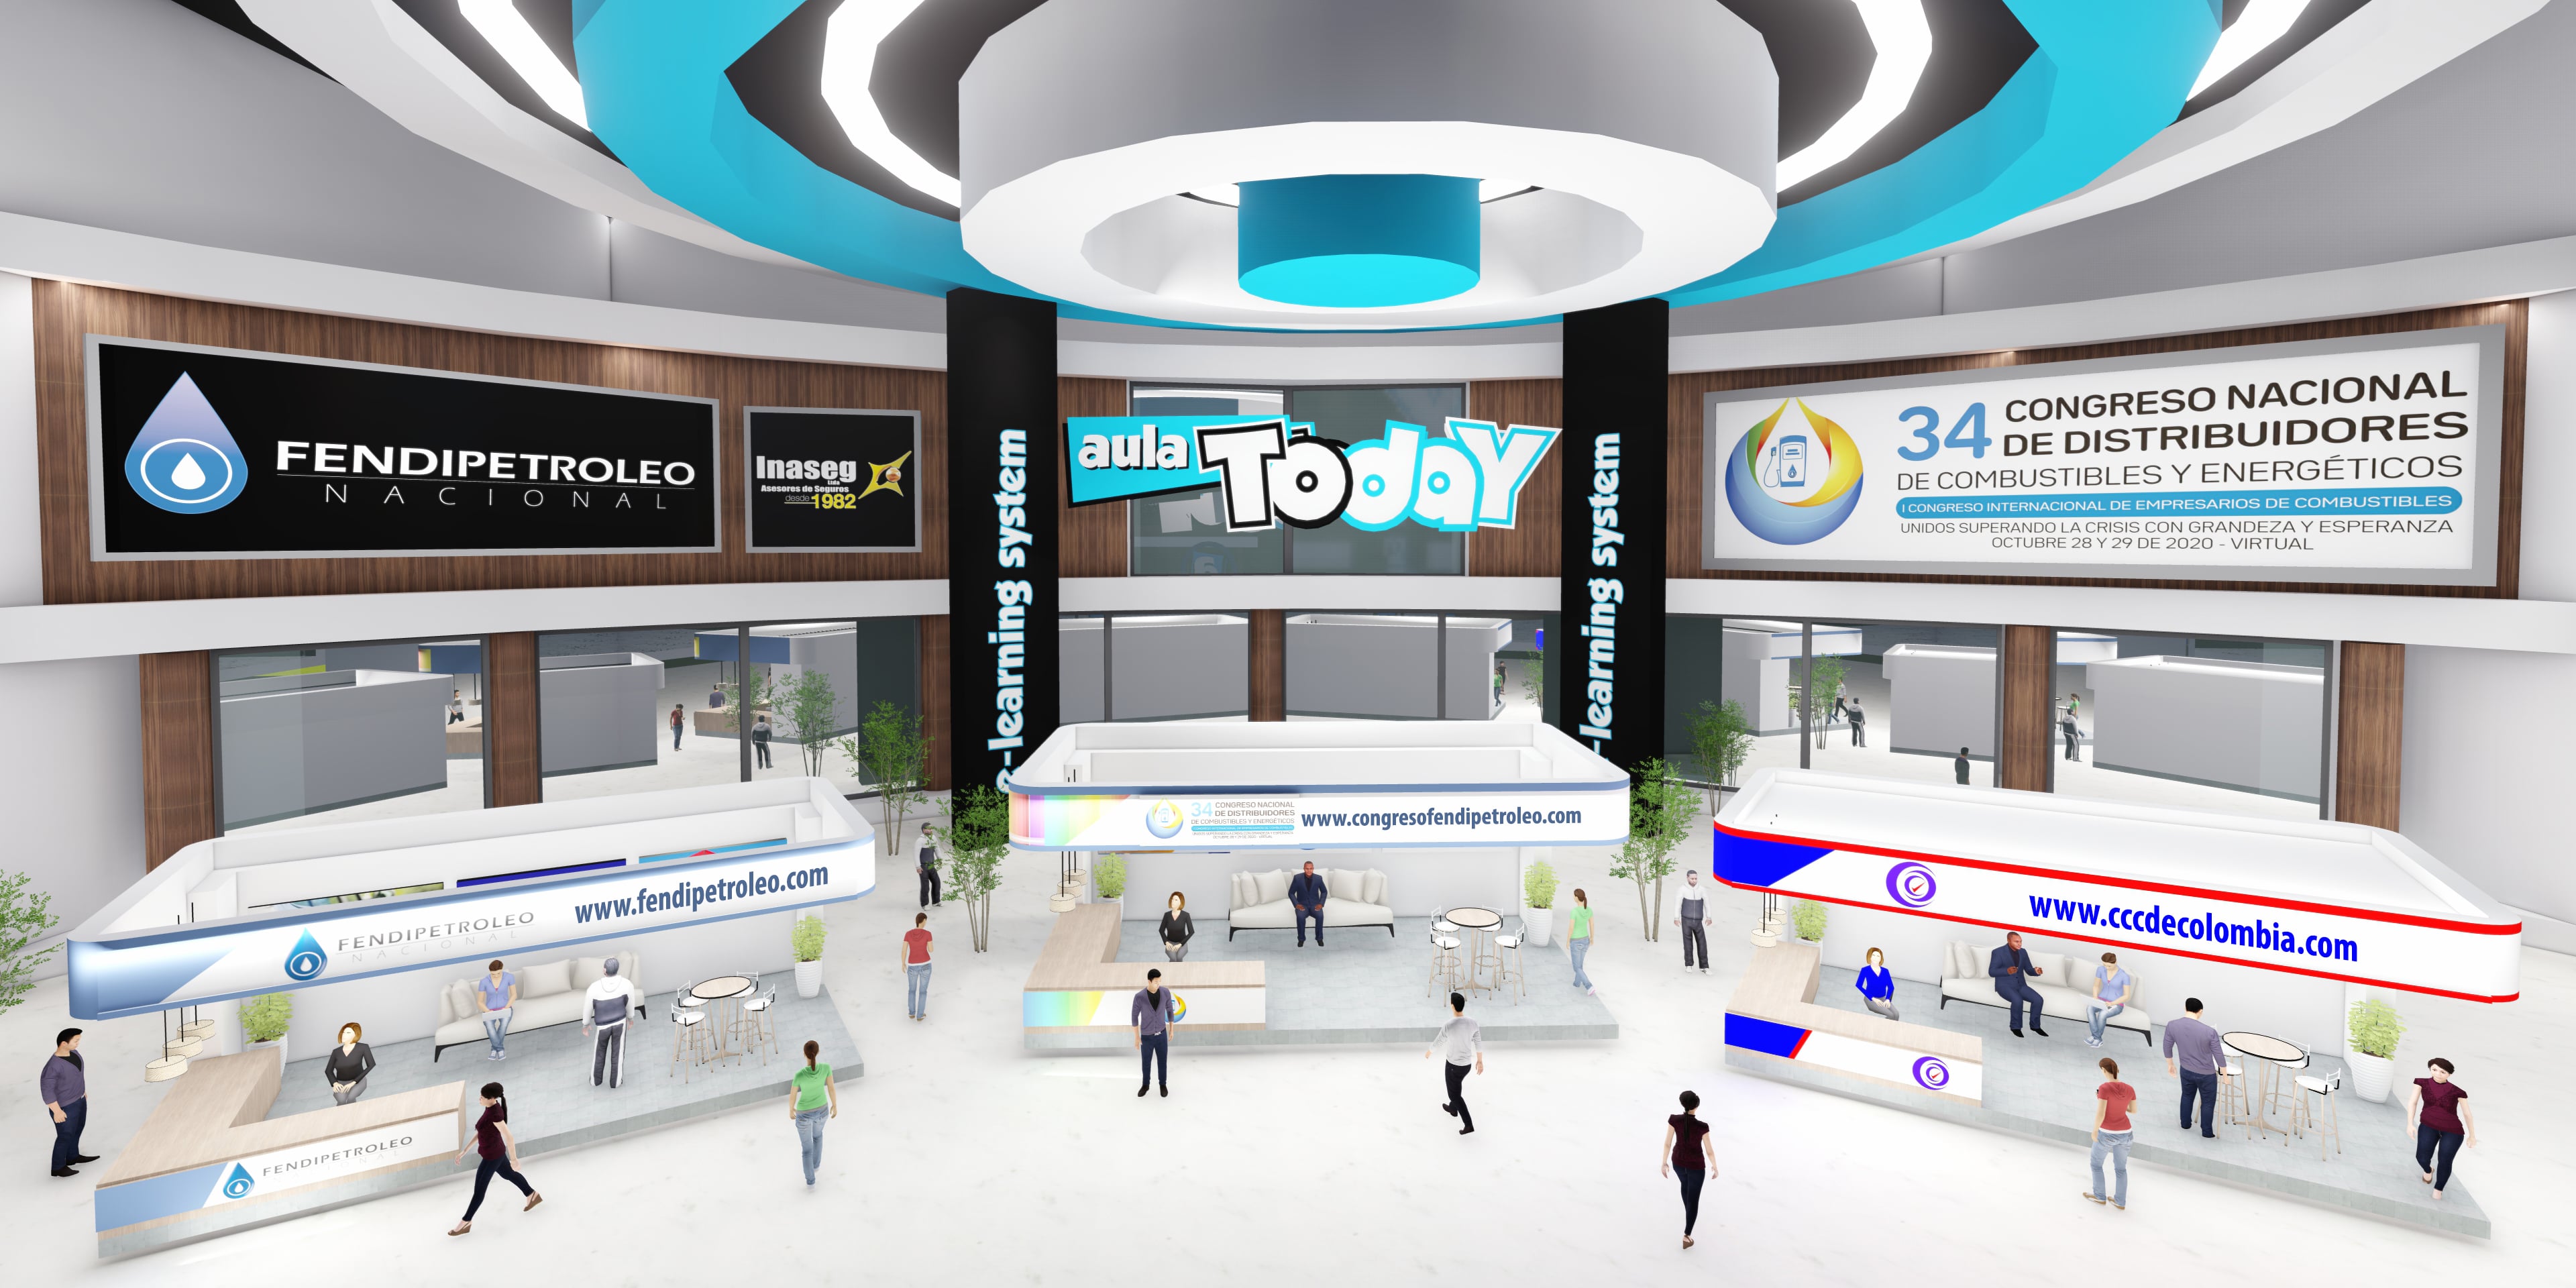 FENDIPETROLEO
NACIONAL
Inaseg
Ltda
Asesores de Seguros
desde 1982
e-learning system
aula TodaY
e-learning system
34 CONGRESO NACIONAL
DE DISTRIBUIDORES
DE COMBUSTIBLES Y ENERGÉTICOS
I CONGRESO INTERNACIONAL DE EMPRESARIOS DE COMBUSTIBLES
UNIDOS SUPERANDO LA CRISIS CON GRANDEZA Y ESPERANZA
OCTUBRE 28 Y 29 DE 2020 - VIRTUAL
FENDIPETROLEO
NACIONAL
www.fendipetroleo.com
FENDIPETROLEO
34 CONGRESO NACIONAL
DE DISTRIBUIDORES
DE COMBUSTIBLES Y ENERGÉTICOS
www.congresofendipetroleo.com
www.cccdecolombia.com